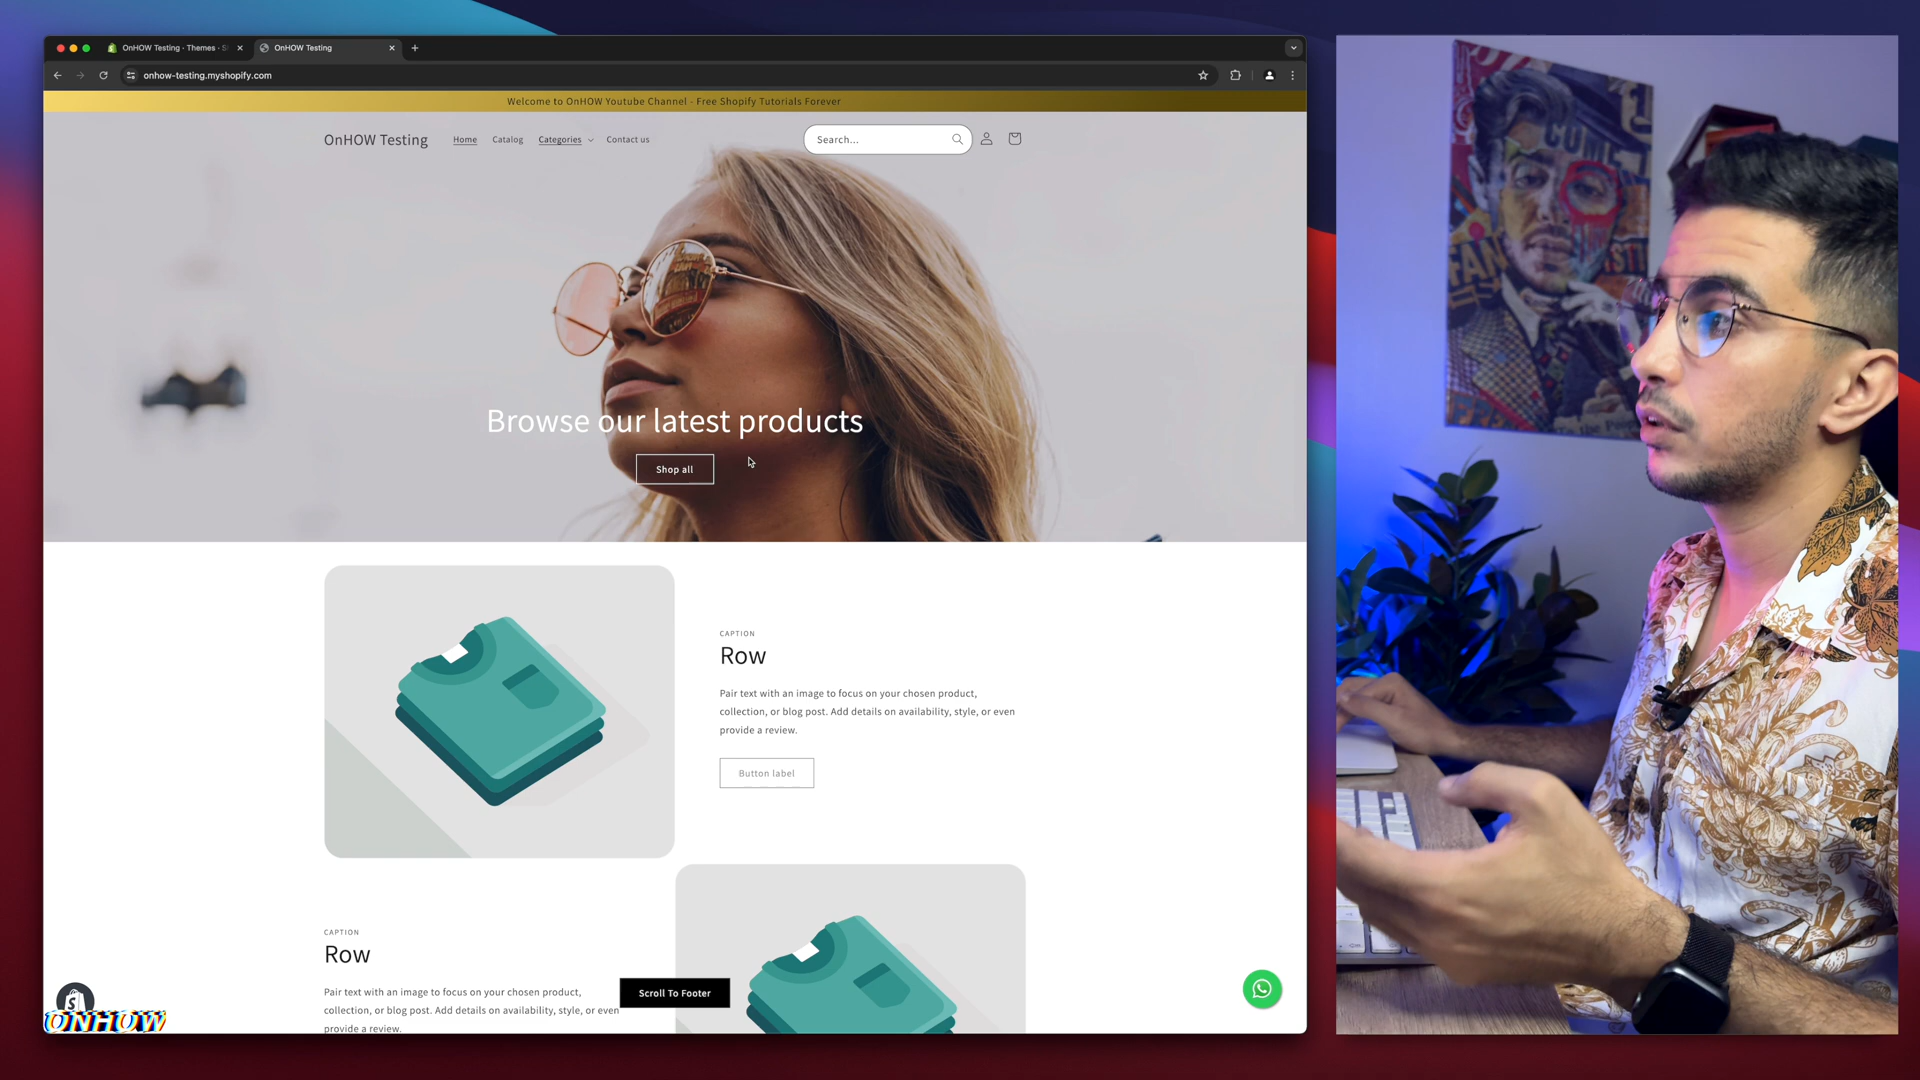 OnHOW Testing · Themes · S
OnHOW Testing
onhow-testing.myshopify.com
Welcome to OnHOW Youtube Channel - Free Shopify Tutorials Forever
OnHOW Testing
Home
Catalog
Categories
Contact us
Search...
Browse our latest products
Shop all
CAPTION
Row
Pair text with an image to focus on your chosen product,
collection, or blog post. Add details on availability, style, or even
provide a review.
Button label
CAPTION
Row
Pair text with an image to focus on your chosen product,
collection, or blog post. Add details on availability, style, or even
provide a review.
Scroll To Footer
ONHOW